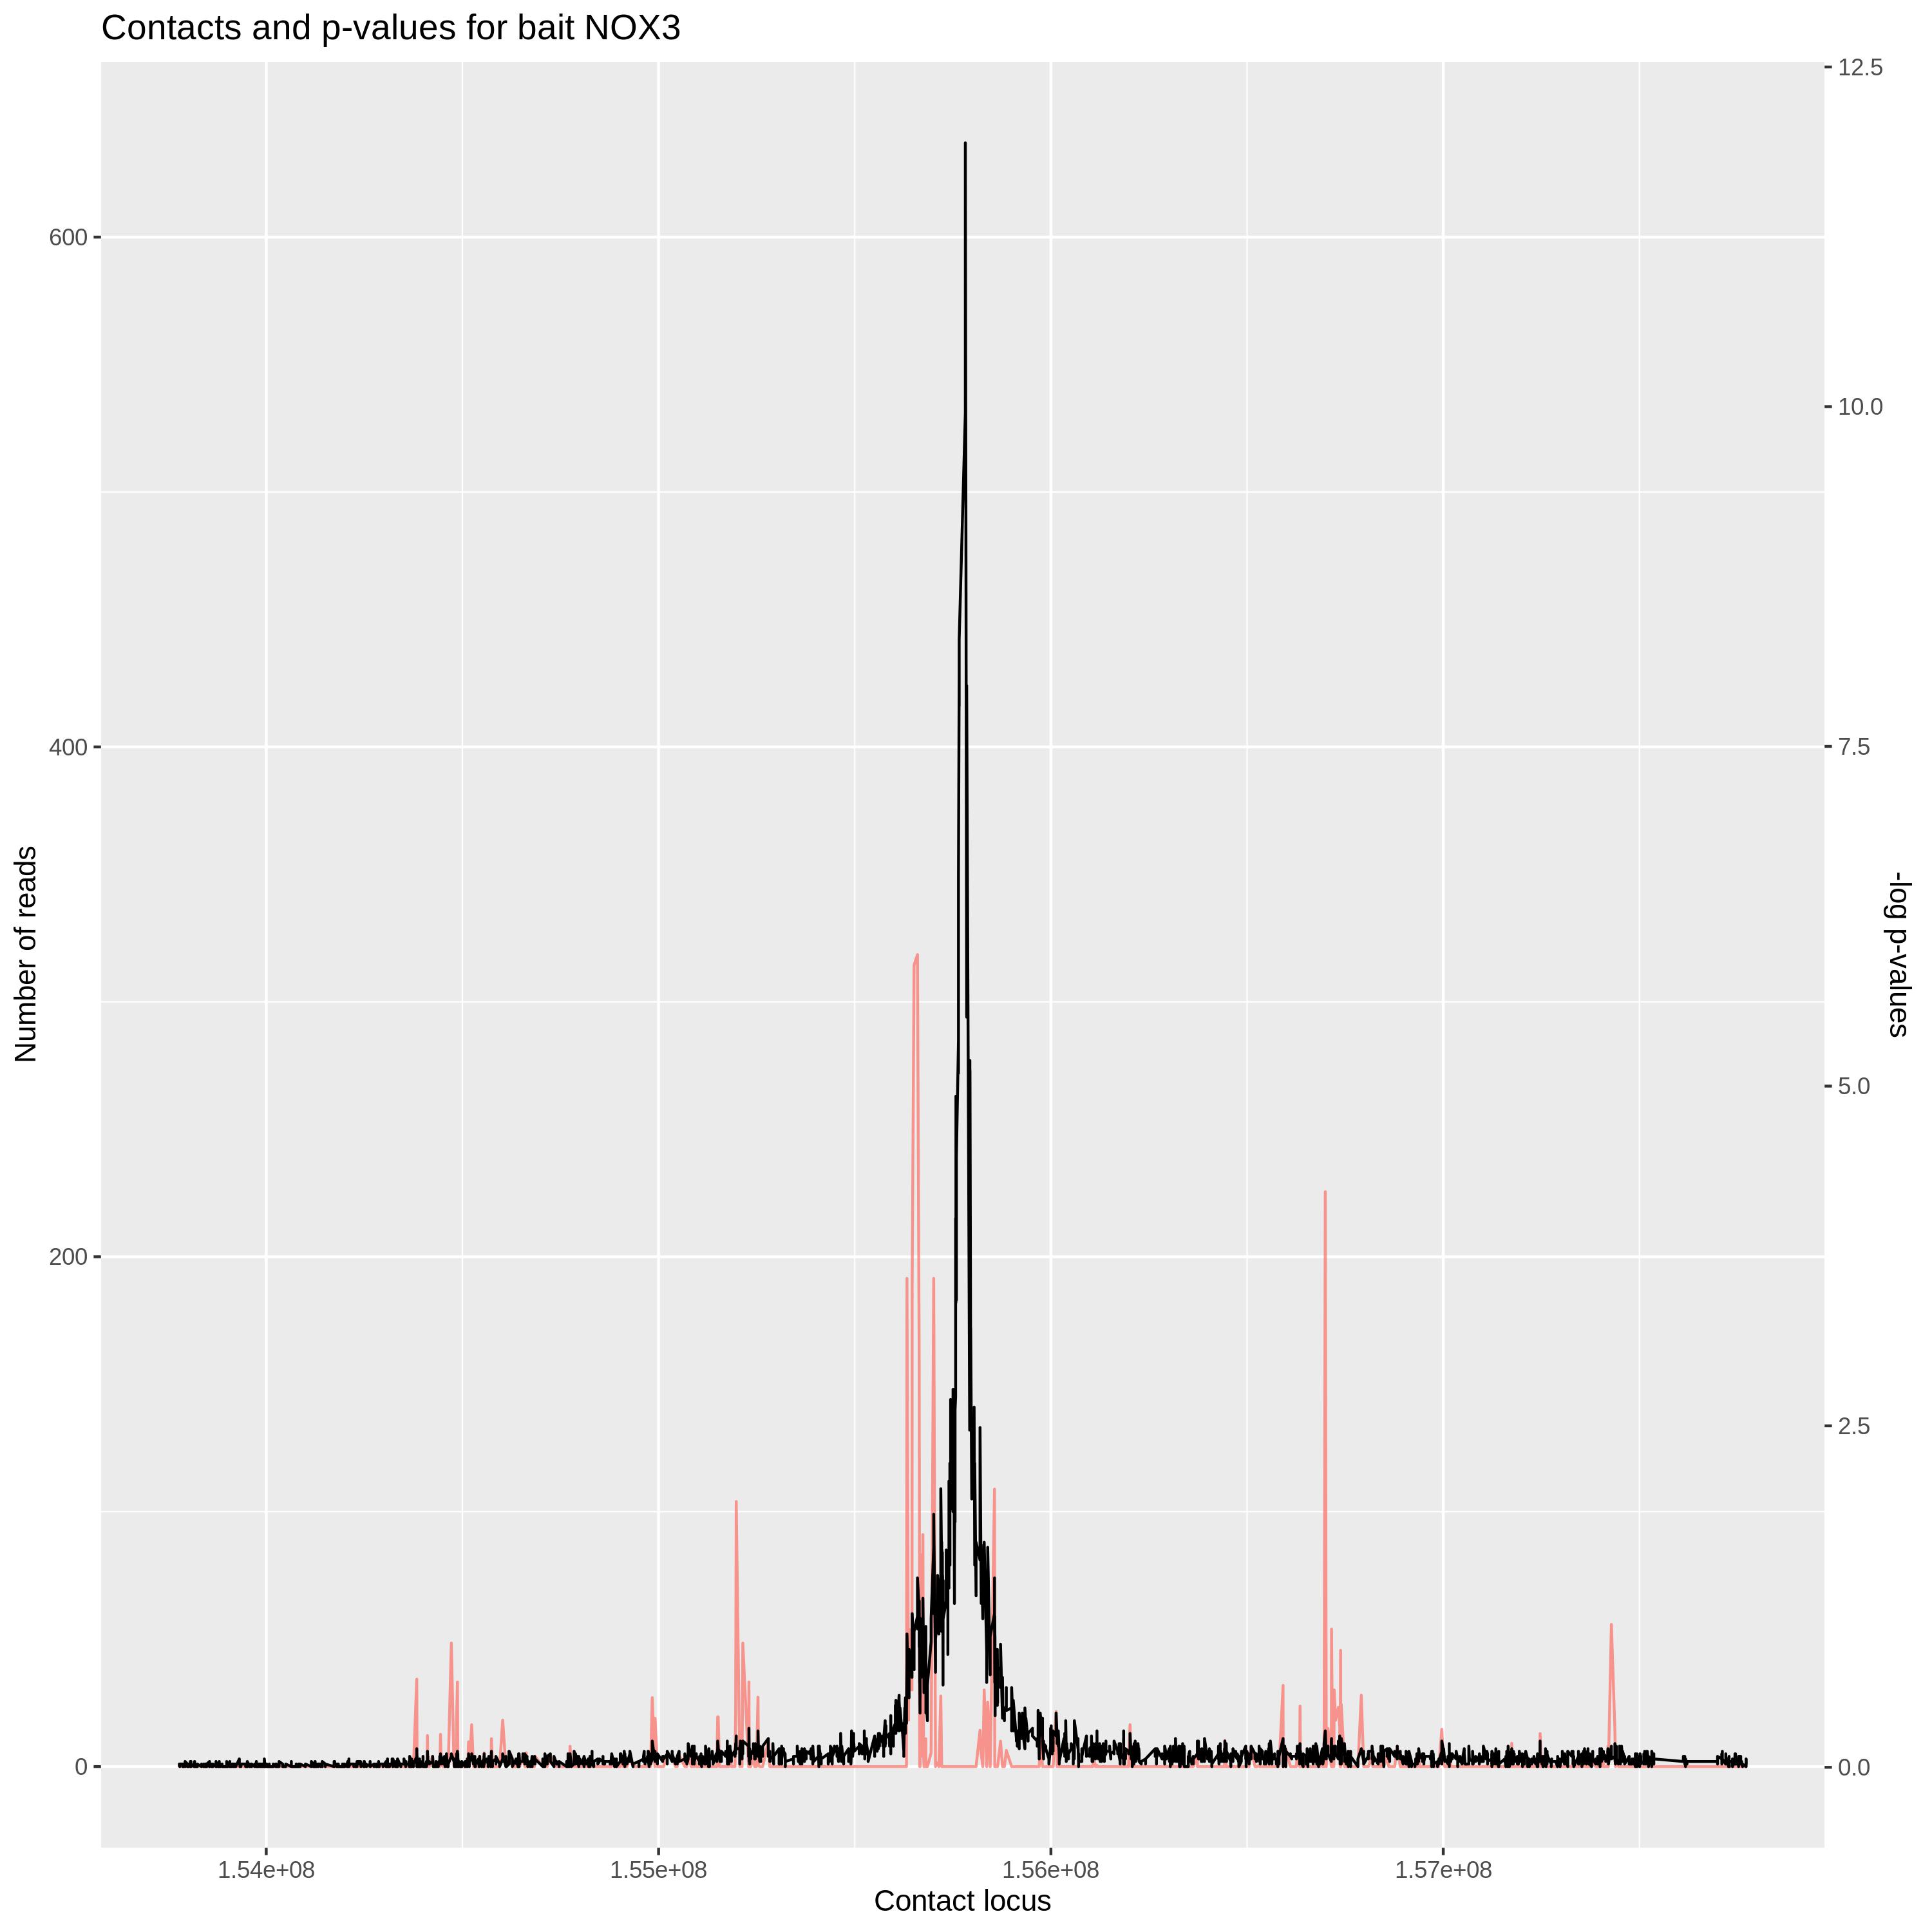 Contacts and p-values for bait NOX3
12.5
600
10.0
400
7.5
Number of reads
-log p-values
5.0
200
2.5
0
0.0
1.54e+08
1.55e+08
1.56e+08
1.57e+08
Contact locus